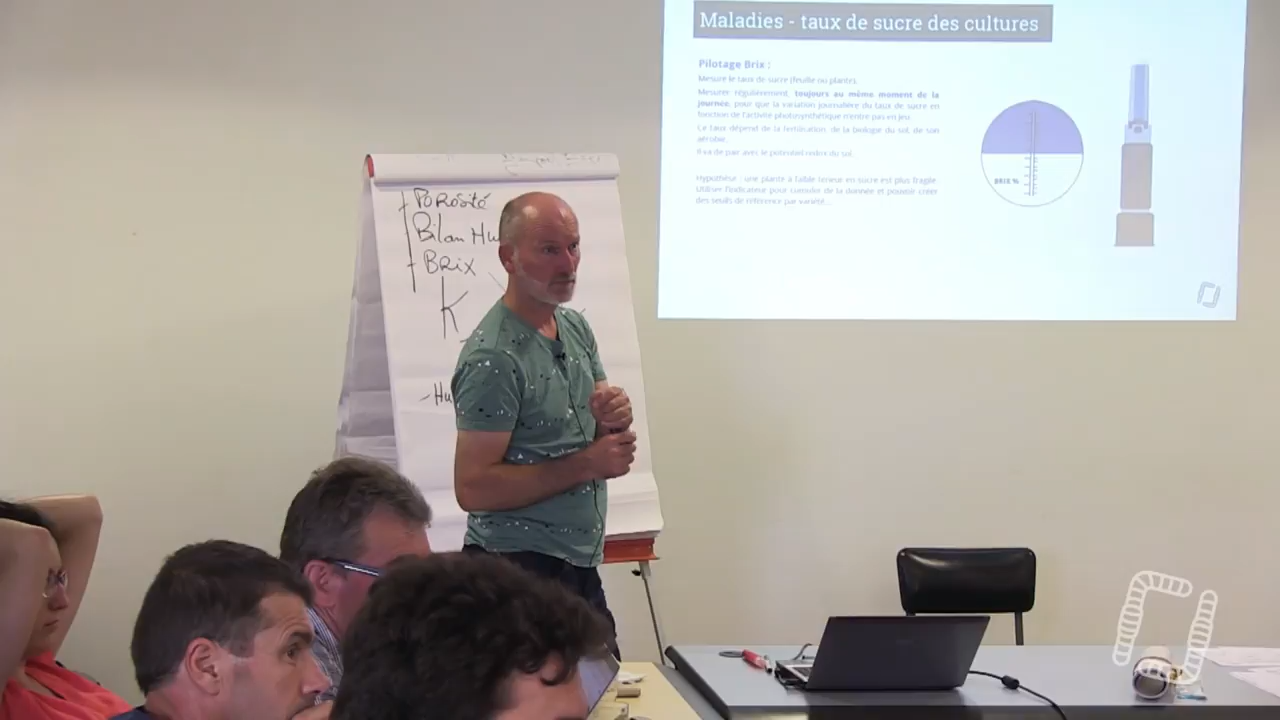 Maladies - taux de sucre des cultures
Pilotage Brix :
Mesure le taux de sucre (feuille ou plante).
Mesurer régulièrement, toujours au même moment de la
journée, pour que la variation journalière du taux de sucre en
fonction de l'activité photosynthétique n'entre pas en jeu.
Le taux dépend de la fertilisation, de la biologie du sol, de son
aérobie.
Il va de pair avec le potentiel redox du sol.
Hypothèse : une plante à faible teneur en sucre est plus fragile.
Utiliser l'indicateur pour cumuler de la donnée et pouvoir créer
des seuils de référence par variété...
BRIX %
Porosité
Bilan Hu
BRix
K
- Hu